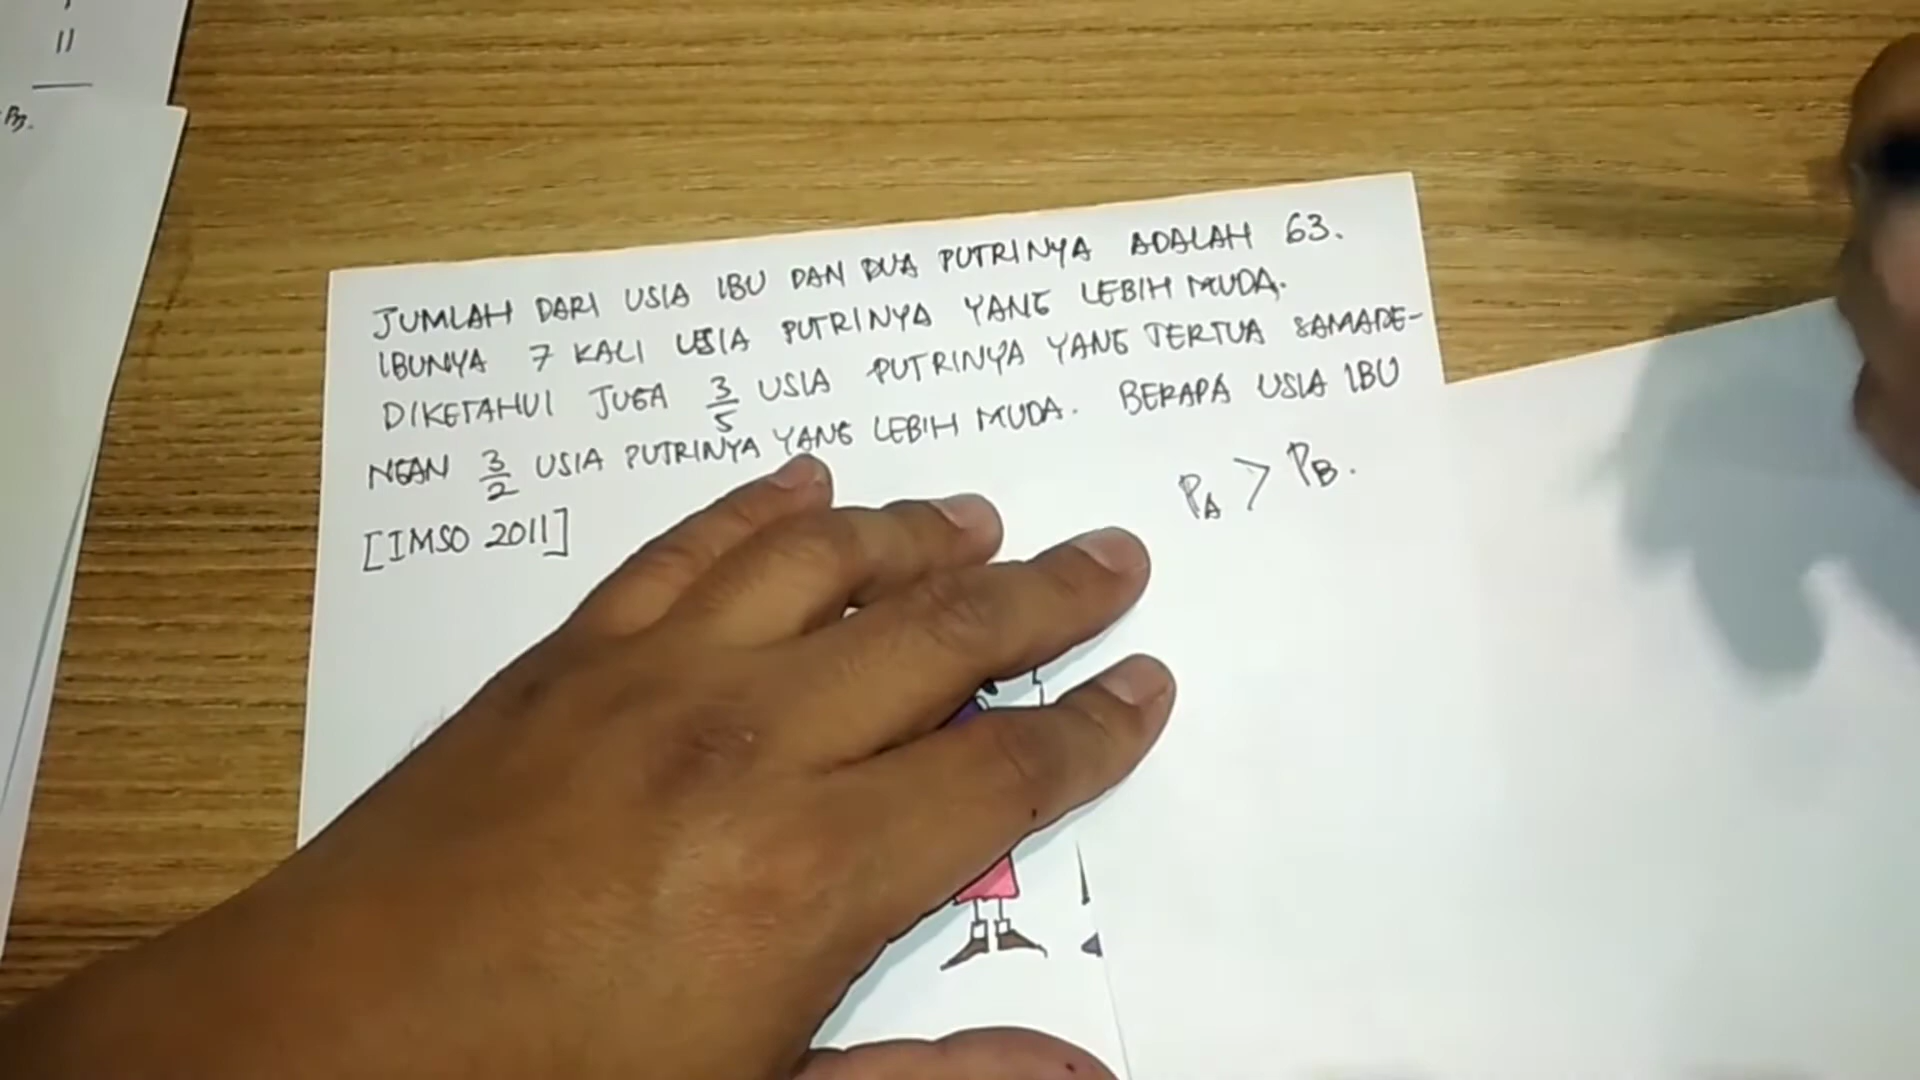 11
JUMLAH DARI USIA IBU DAN DUA PUTRINYA ADALAH 63.
IBUNYA 7 KALI USIA PUTRINYA YANG LEBIH MUDA.
DIKETAHUI JUGA 3/5 USIA PUTRINYA YANG TERTUA SAMADE-
NGAN 3/2 USIA PUTRINYA YANG LEBIH MUDA. BERAPA USIA IBU
[IMSO 2011]
PA > PB.